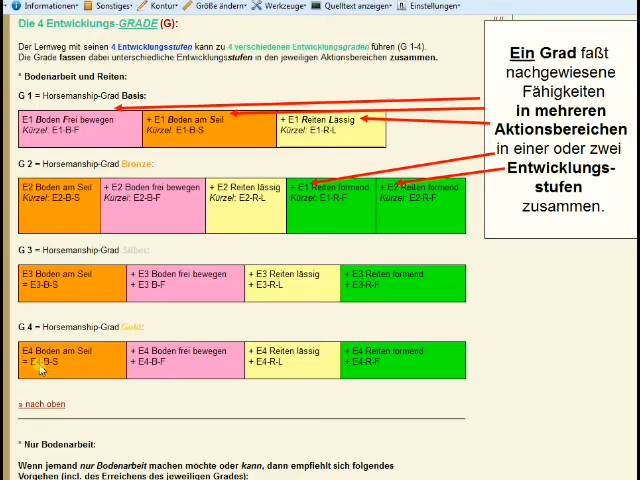 Informationen Sonstiges Kontur Größe ändern Werkzeuge Quelltext anzeigen Einstellungen
Die 4 Entwicklungs-GRADE (G):
Der Lernweg mit seinen 4 Entwicklungsstufen kann zu 4 verschiedenen Entwicklungsgraden führen (G 1-4).
Die Grade fassen dabei unterschiedliche Entwicklungsstufen in den jeweiligen Aktionsbereichen zusammen.
* Bodenarbeit und Reiten:
G 1 = Horsemanship-Grad Basis:
E1 Boden Frei bewegen + E1 Boden am Seil + E1 Reiten Lässig
Kürzel: E1-B-F Kürzel: E1-B-S Kürzel: E1-R-L
G 2 = Horsemanship-Grad Bronze:
E2 Boden am Seil + E2 Boden frei bewegen + E2 Reiten lässig + E1 Reiten formend + E2 Reiten formend
Kürzel: E2-B-S Kürzel: E2-B-F Kürzel: E2-R-L Kürzel: E1-R-F Kürzel: E2-R-F
G 3 = Horsemanship-Grad Silber:
E3 Boden am Seil + E3 Boden frei bewegen + E3 Reiten lässig + E3 Reiten formend
= E3-B-S + E3 B-F + E3-R-L + E3-R-F
G 4 = Horsemanship-Grad Gold:
E4 Boden am Seil + E4 Boden frei bewegen + E4 Reiten lässig + E4 Reiten formend
= E4-B-S + E4-B-F + E4-R-L + E4-R-F
» nach oben
* Nur Bodenarbeit:
Wenn jemand nur Bodenarbeit machen möchte oder kann, dann empfiehlt sich folgendes
Vorgehen (incl. des Erreichens des jeweiligen Grades):
Ein Grad faßt
nachgewiesene
Fähigkeiten
in mehreren
Aktionsbereichen
in einer oder zwei
Entwicklungs-
stufen
zusammen.